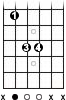 1
3 4
x ● ○ ○ x x